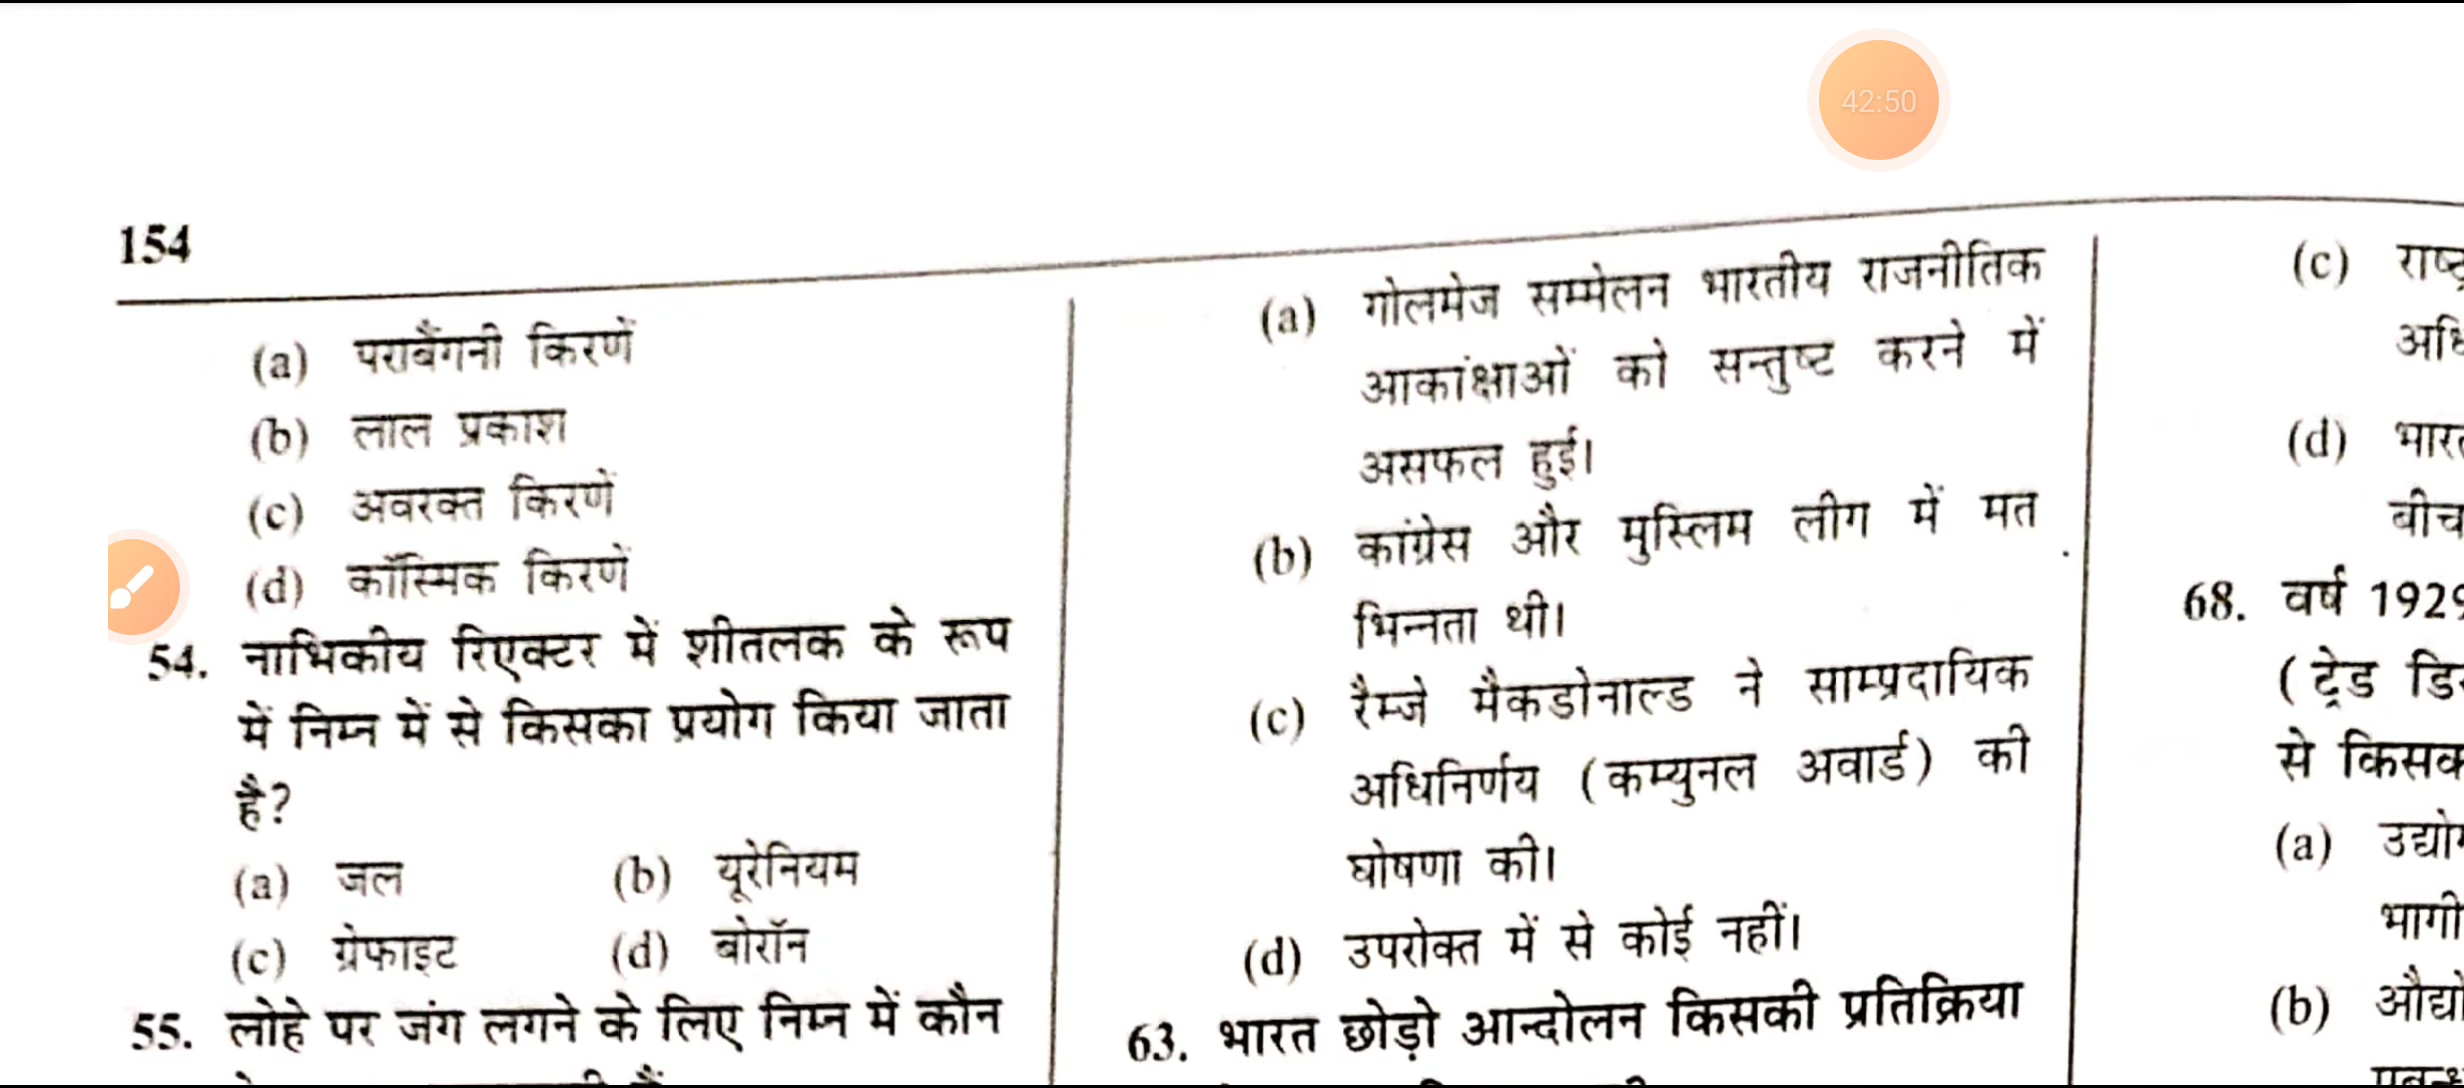 42:50
154
(a) पराबैंगनी किरणें
(b) लाल प्रकाश
(c) अवरक्त किरणें
(d) कॉस्मिक किरणें
54. नाभिकीय रिएक्टर में शीतलक के रूप
में निम्न में से किसका प्रयोग किया जाता
है?
(a) जल (b) यूरेनियम
(c) ग्रेफाइट (d) बोरॉन
55. लोहे पर जंग लगने के लिए निम्न में कौन
(a) गोलमेज सम्मेलन भारतीय राजनीतिक
आकांक्षाओं को सन्तुष्ट करने में
असफल हुई।
(b) कांग्रेस और मुस्लिम लीग में मत
भिन्नता थी।
(c) रैम्जे मैकडोनाल्ड ने साम्प्रदायिक
अधिनिर्णय (कम्युनल अवार्ड) की
घोषणा की।
(d) उपरोक्त में से कोई नहीं।
63. भारत छोड़ो आन्दोलन किसकी प्रतिक्रिया
(c)
(d)
बीच
68. वर्ष
(ट्रेड
से
(a)
(b)